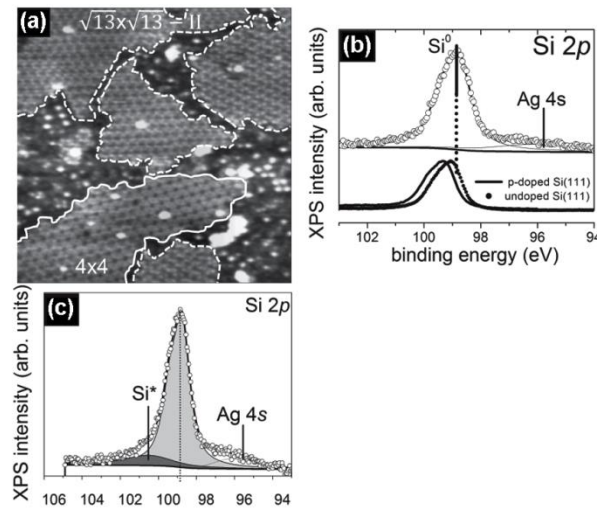 (a)
√13x√13 – II
4x4
(b)
Si 2p
Si⁰
Ag 4s
p-doped Si(111)
undoped Si(111)
XPS intensity (arb. units)
102 100 98 96 94
binding energy (eV)
(c)
Si 2p
Si*
Ag 4s
XPS intensity (arb. units)
106 104 102 100 98 96 94